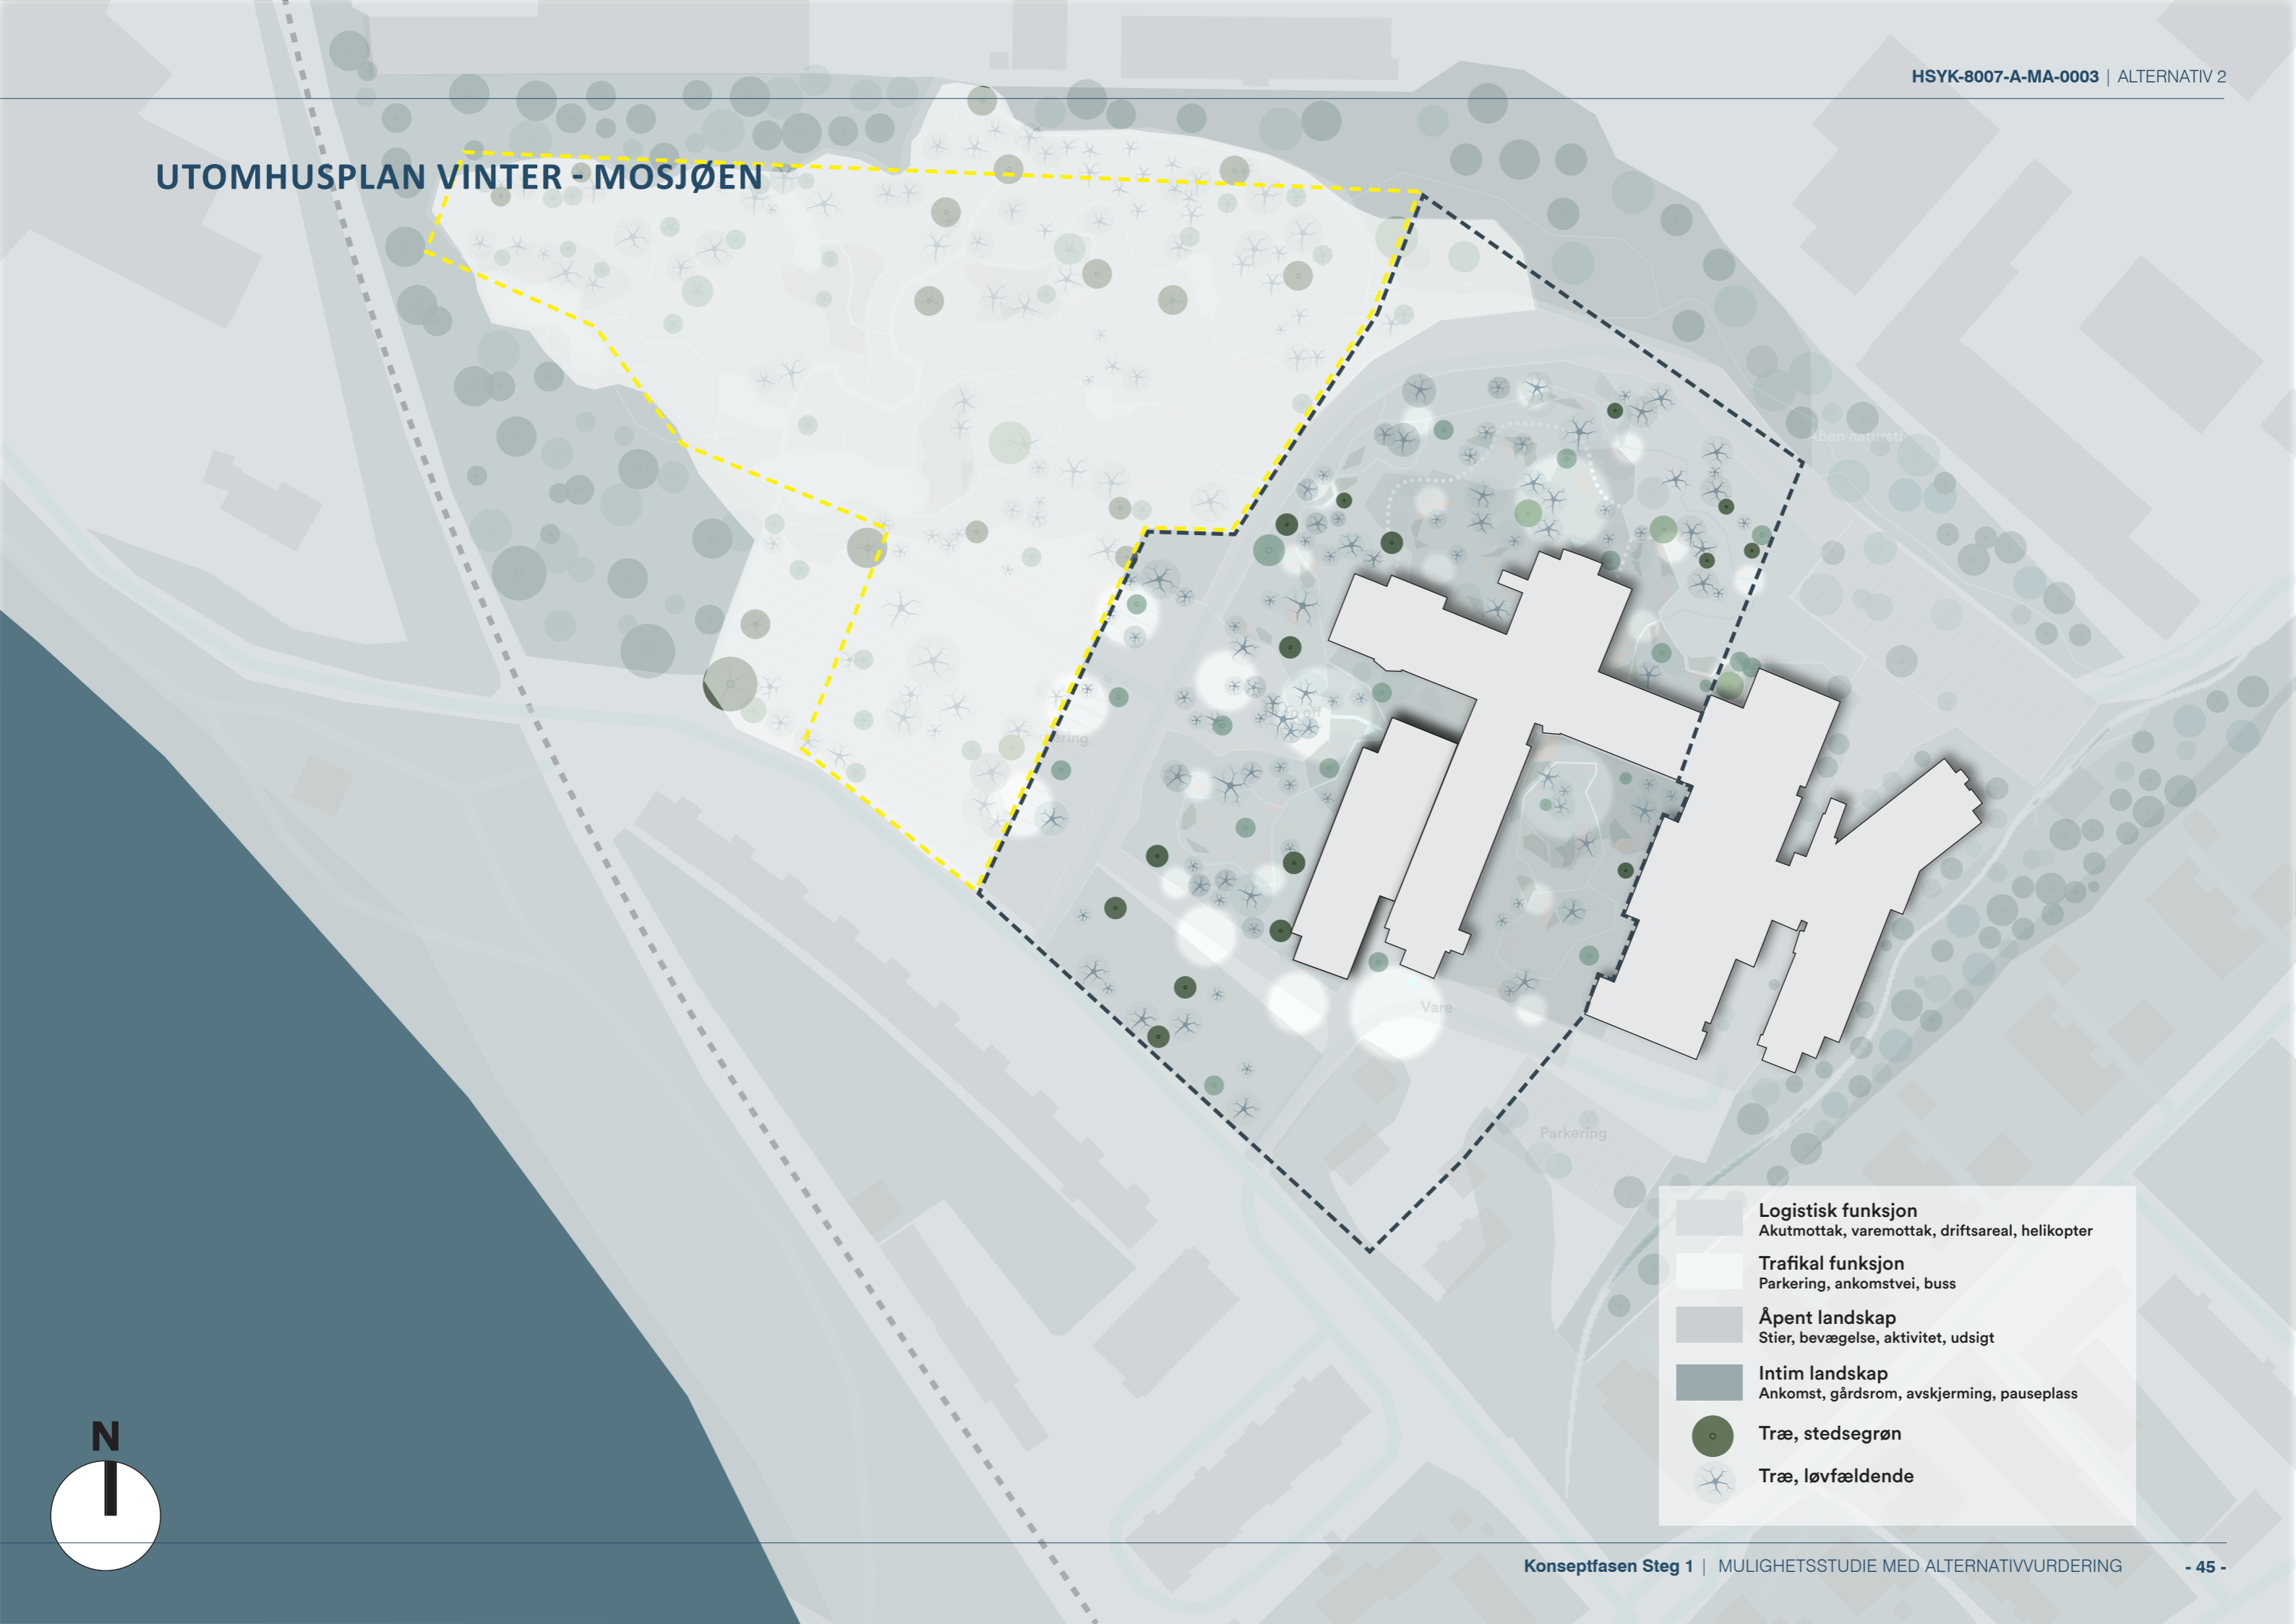 HSYK-8007-A-MA-0003 | ALTERNATIV 2
UTOMHUSPLAN VINTER - MOSJØEN
natursti
Vare
Parkering
Logistisk funksjon
Akutmottak, varemottak, driftsareal, helikopter
Trafikal funksjon
Parkering, ankomstvei, buss
Åpent landskap
Stier, bevægelse, aktivitet, udsigt
Intim landskap
Ankomst, gårdsrom, avskjerming, pauseplass
Træ, stedsegrøn
Træ, løvfældende
N
Konseptfasen Steg 1 | MULIGHETSSTUDIE MED ALTERNATIVVURDERING - 45 -